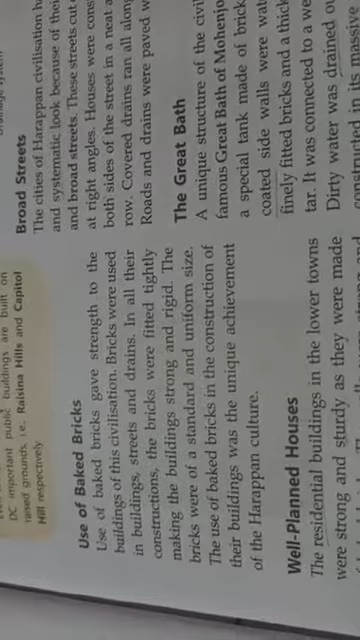 DC important public buildings are built on
raised grounds, i.e., Raisina Hills and Capitol
Hill respectively
Use of Baked Bricks
Use of baked bricks gave strength to the
buildings of this civilisation. Bricks were used
in buildings, streets and drains. In all their
constructions, the bricks were fitted tightly
making the buildings strong and rigid. The
bricks were of a standard and uniform size.
The use of baked bricks in the construction of
their buildings was the unique achievement
of the Harappan culture.
Well-Planned Houses
The residential buildings in the lower towns
were strong and sturdy as they were made
Broad Streets
The cities of Harappan civilisation
and systematic look because of their
and broad streets. These streets cut
at right angles. Houses were
both sides of the street in a neat
row. Covered drains ran all along
Roads and drains were paved
The Great Bath
A unique structure of the
famous Great Bath of
a special tank made of
coated side walls were
finely fitted bricks and a thick
tar. It was connected to a
Dirty water was drained
constructed in its massive